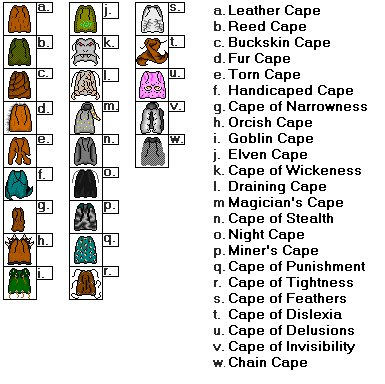 a.
b.
c.
d.
e.
f.
g.
h.
i.
j.
k.
l.
m.
n.
o.
p.
q.
r.
s.
t.
u.
v.
w.
a. Leather Cape
b. Reed Cape
c. Buckskin Cape
d. Fur Cape
e. Torn Cape
f. Handicaped Cape
g. Cape of Narrowness
h. Orcish Cape
i. Goblin Cape
j. Elven Cape
k. Cape of Wickeness
l. Draining Cape
m Magician's Cape
n. Cape of Stealth
o. Night Cape
p. Miner's Cape
q. Cape of Punishment
r. Cape of Tightness
s. Cape of Feathers
t. Cape of Dislexia
u. Cape of Delusions
v. Cape of Invisibility
w. Chain Cape